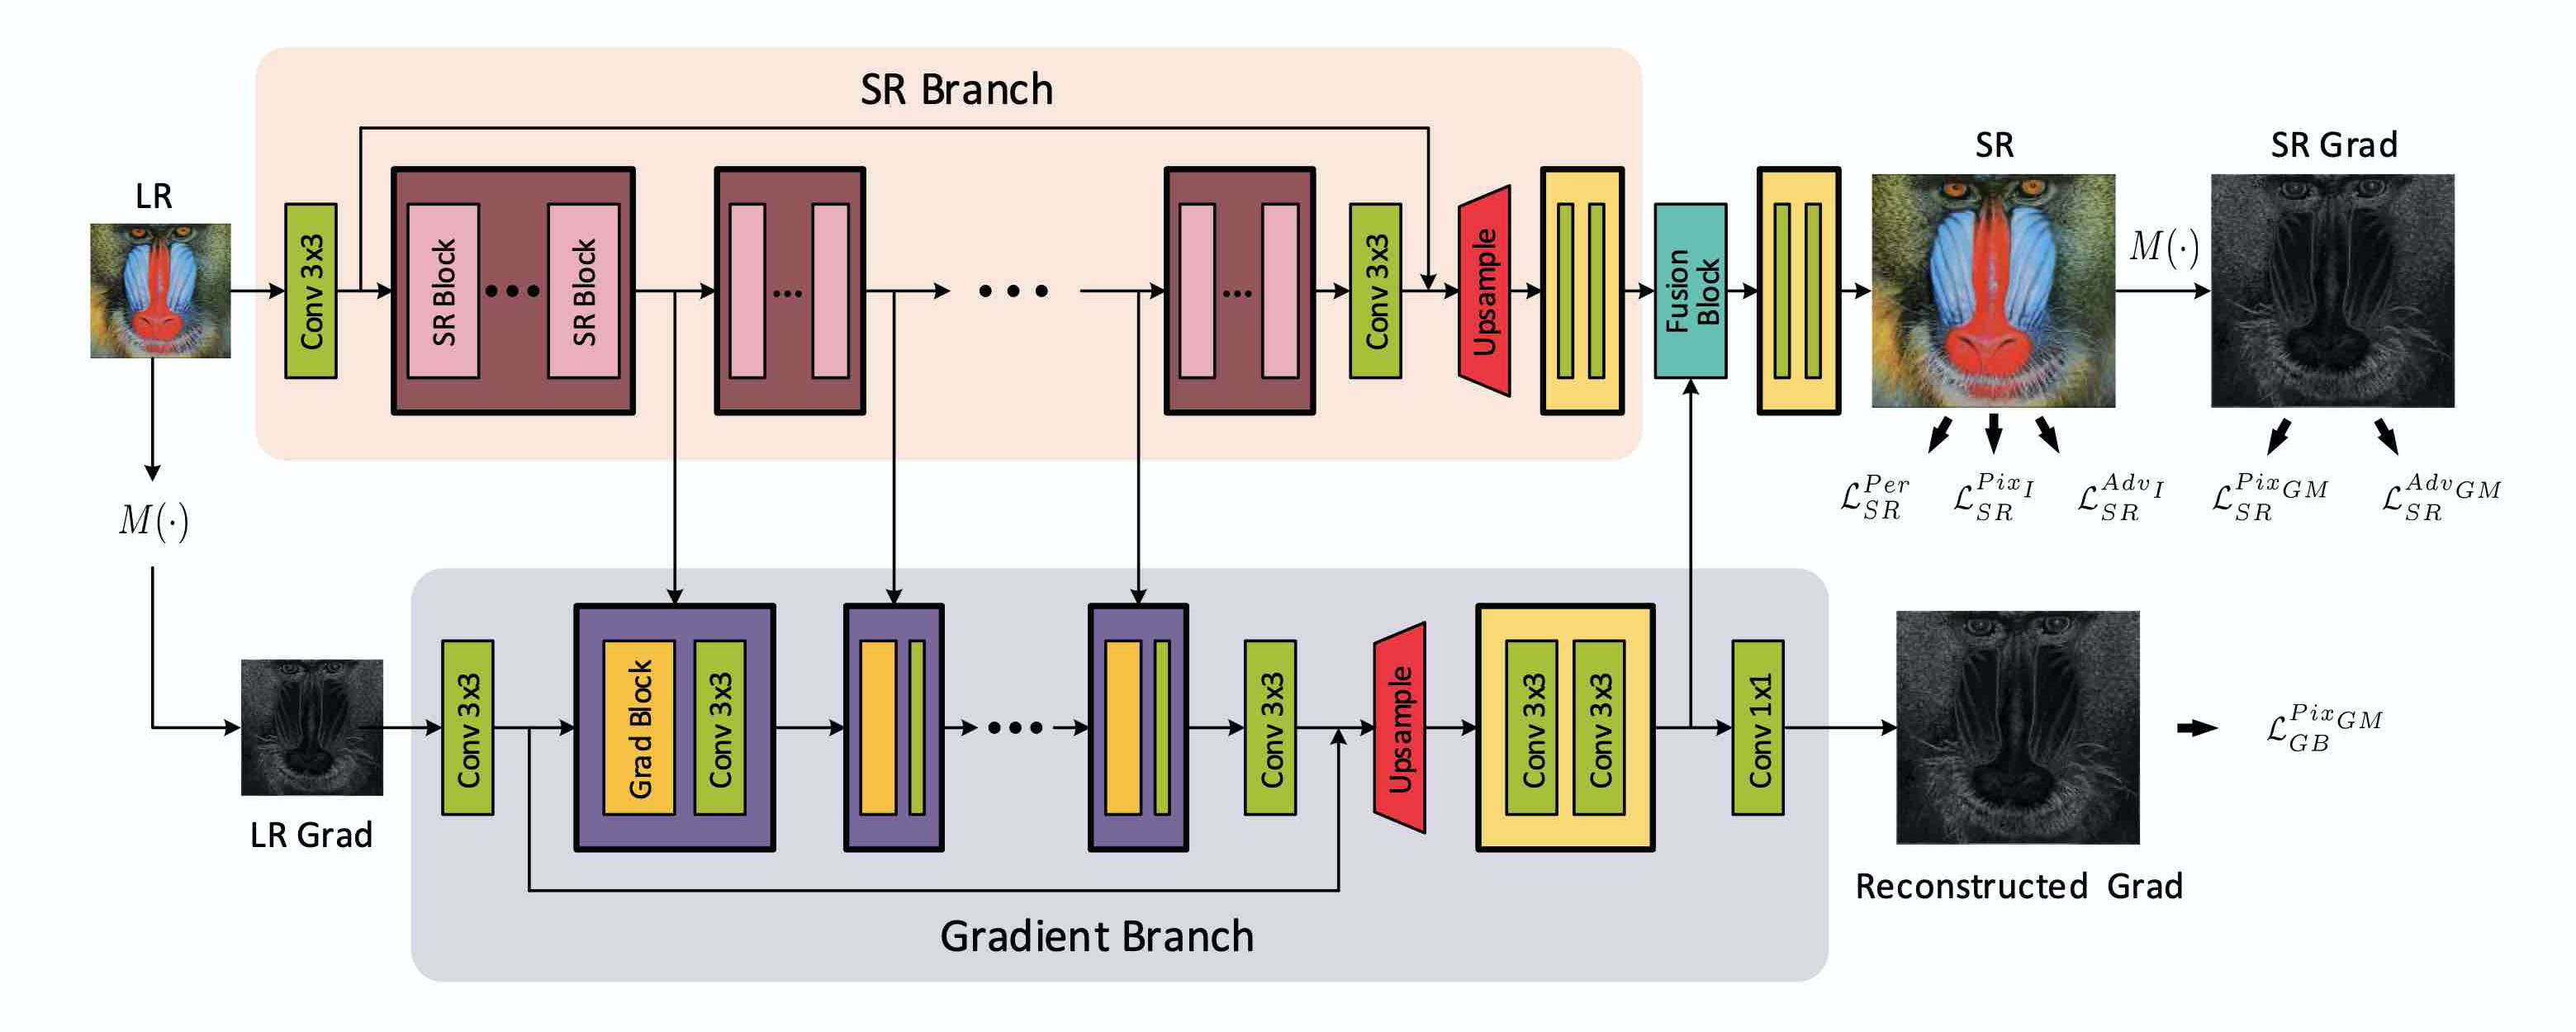 SR Branch
LR
Conv 3x3
SR Block
SR Block
Conv 3x3
Upsample
Fusion
Block
SR
M(·)
SR Grad
\mathcal{L}_{SR}^{Per}
\mathcal{L}_{SR}^{Pix_I}
\mathcal{L}_{SR}^{Adv_I}
\mathcal{L}_{SR}^{Pix_{GM}}
\mathcal{L}_{SR}^{Adv_{GM}}
M(·)
LR Grad
Conv 3x3
Grad Block
Conv 3x3
Conv 3x3
Upsample
Conv 3x3
Conv 3x3
Conv 1x1
Reconstructed Grad
\mathcal{L}_{GB}^{Pix_{GM}}
Gradient Branch